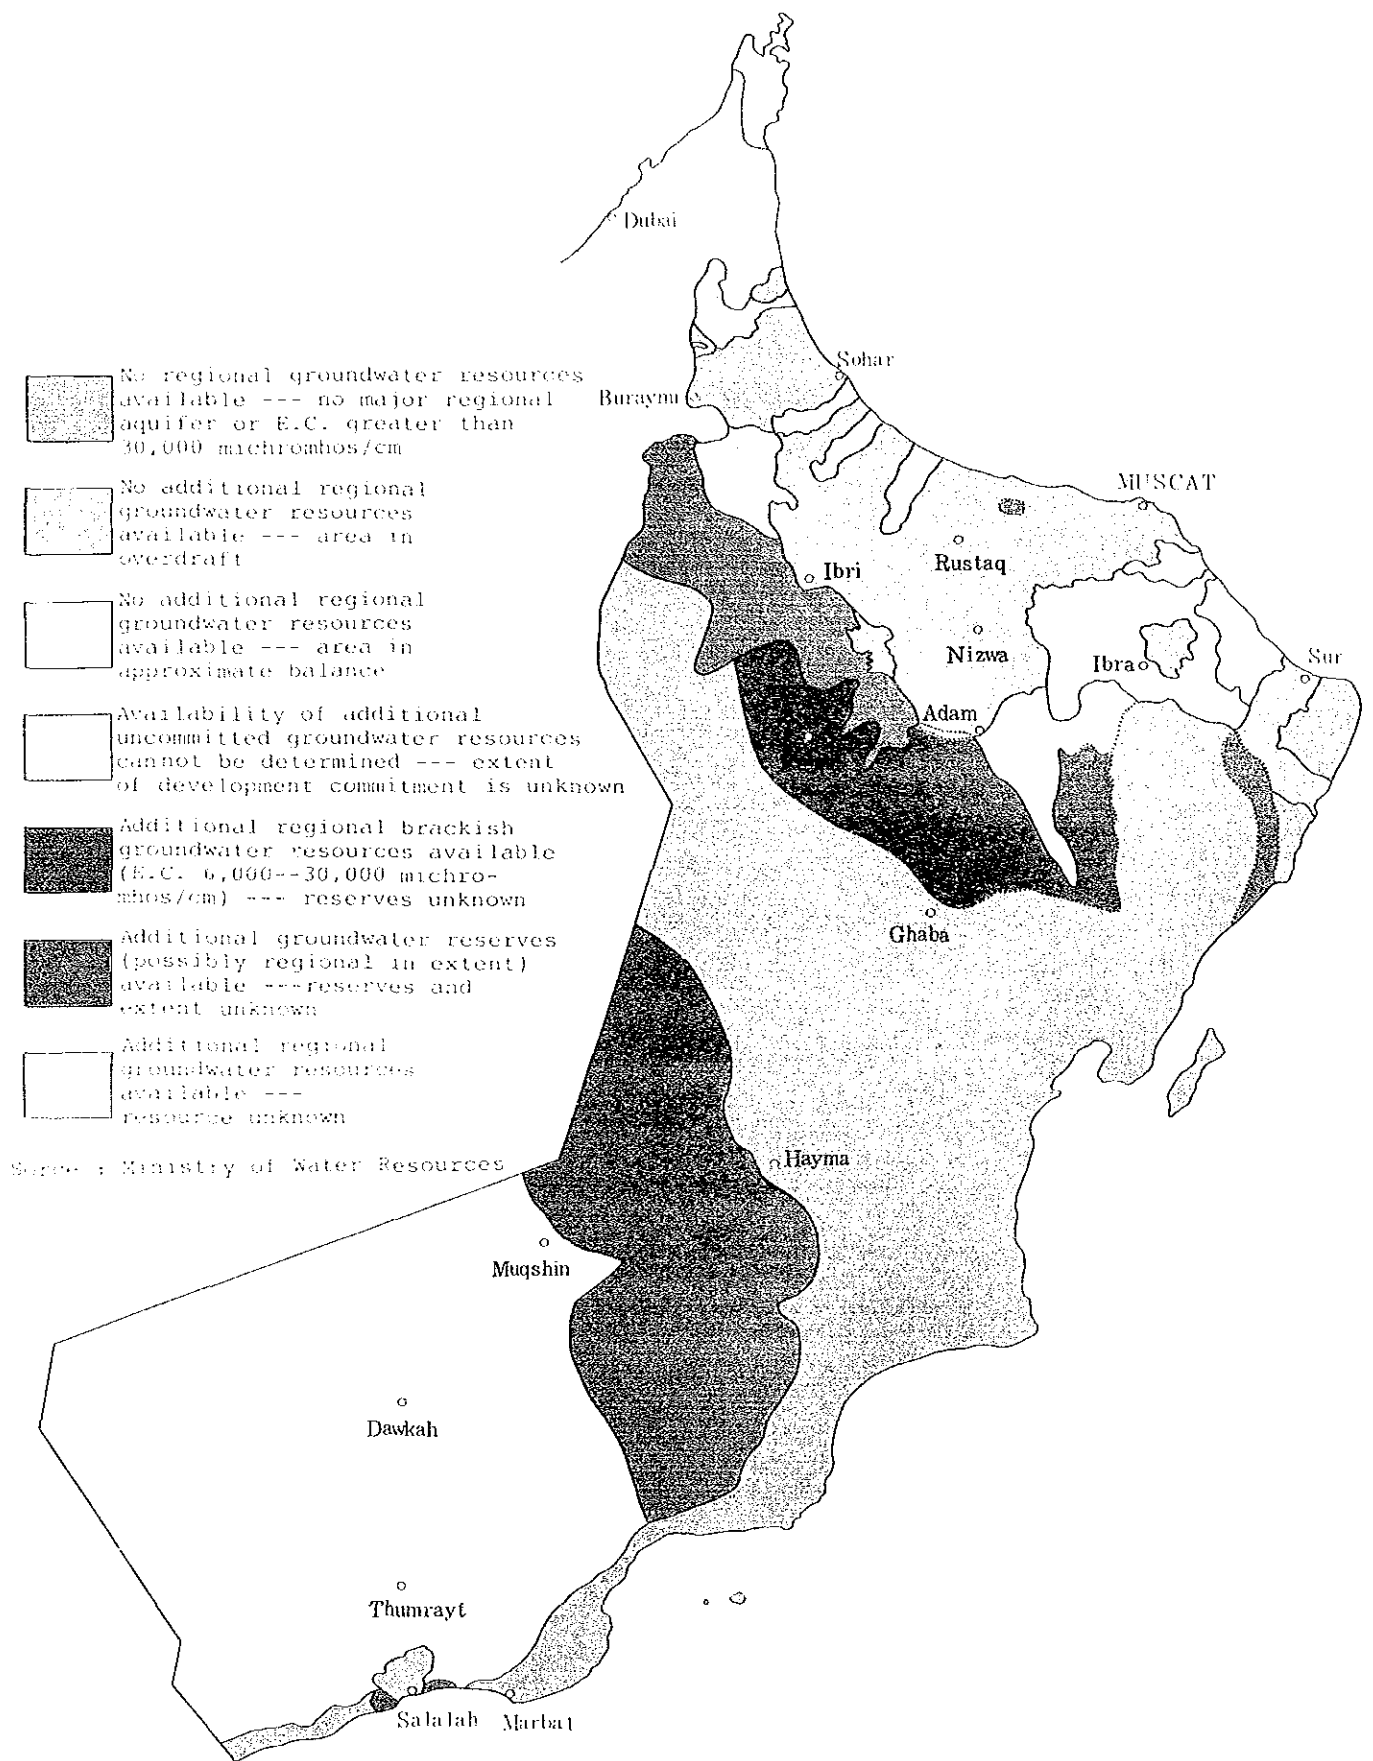 Dubai
Sohar
Buraymu
MUSCAT
Rustaq
Ibri
Nizwa
Ibra
Sur
Adam
Ghaba
Hayma
Muqshin
Dawkah
Thumrayt
Salalah
Marbat
No regional groundwater resources
available --- no major regional
aquifer or E.C. greater than
30,000 michromhos/cm
No additional regional
groundwater resources
available --- area in
overdraft
No additional regional
groundwater resources
available --- area in
approximate balance
Availability of additional
uncommitted groundwater resources
cannot be determined --- extent
of development commitment is unknown
Additional regional brackish
groundwater resources available
(E.C. 6,000--30,000 michro-
mhos/cm) --- reserves unknown
Additional groundwater reserves
(possibly regional in extent)
available ---reserves and
extent unknown
Additional regional
groundwater resources
available ---
resource unknown
: Ministry of Water Resources